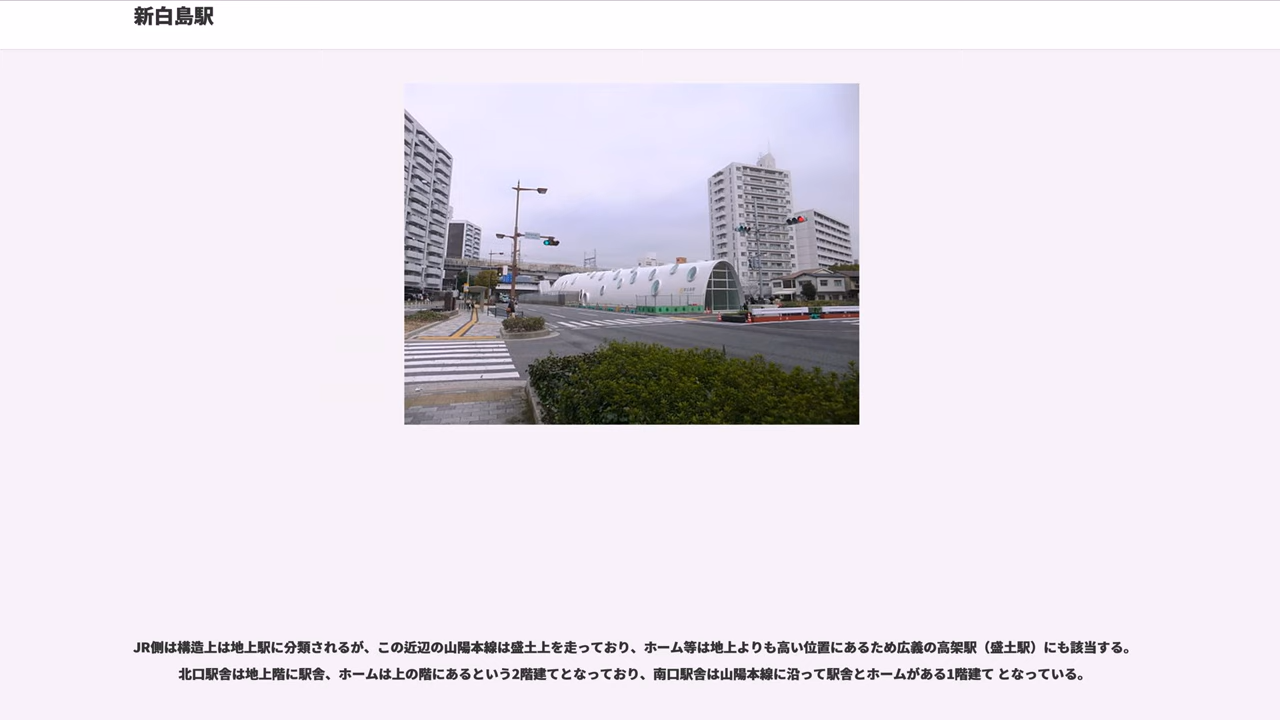 新白島駅
JR側は構造上は地上駅に分類されるが、この近辺の山陽本線は盛土上を走っており、ホーム等は地上よりも高い位置にあるため広義の高架駅（盛土駅）にも該当する。
北口駅舎は地上階に駅舎、ホームは上の階にあるという2階建てとなっており、南口駅舎は山陽本線に沿って駅舎とホームがある1階建て となっている。